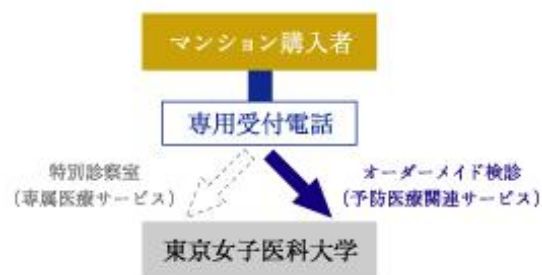 マンション購入者
専用受付電話
特別診察室
(専属医療サービス)
オーダーメイド検診
(予防医療関連サービス)
東京女子医科大学